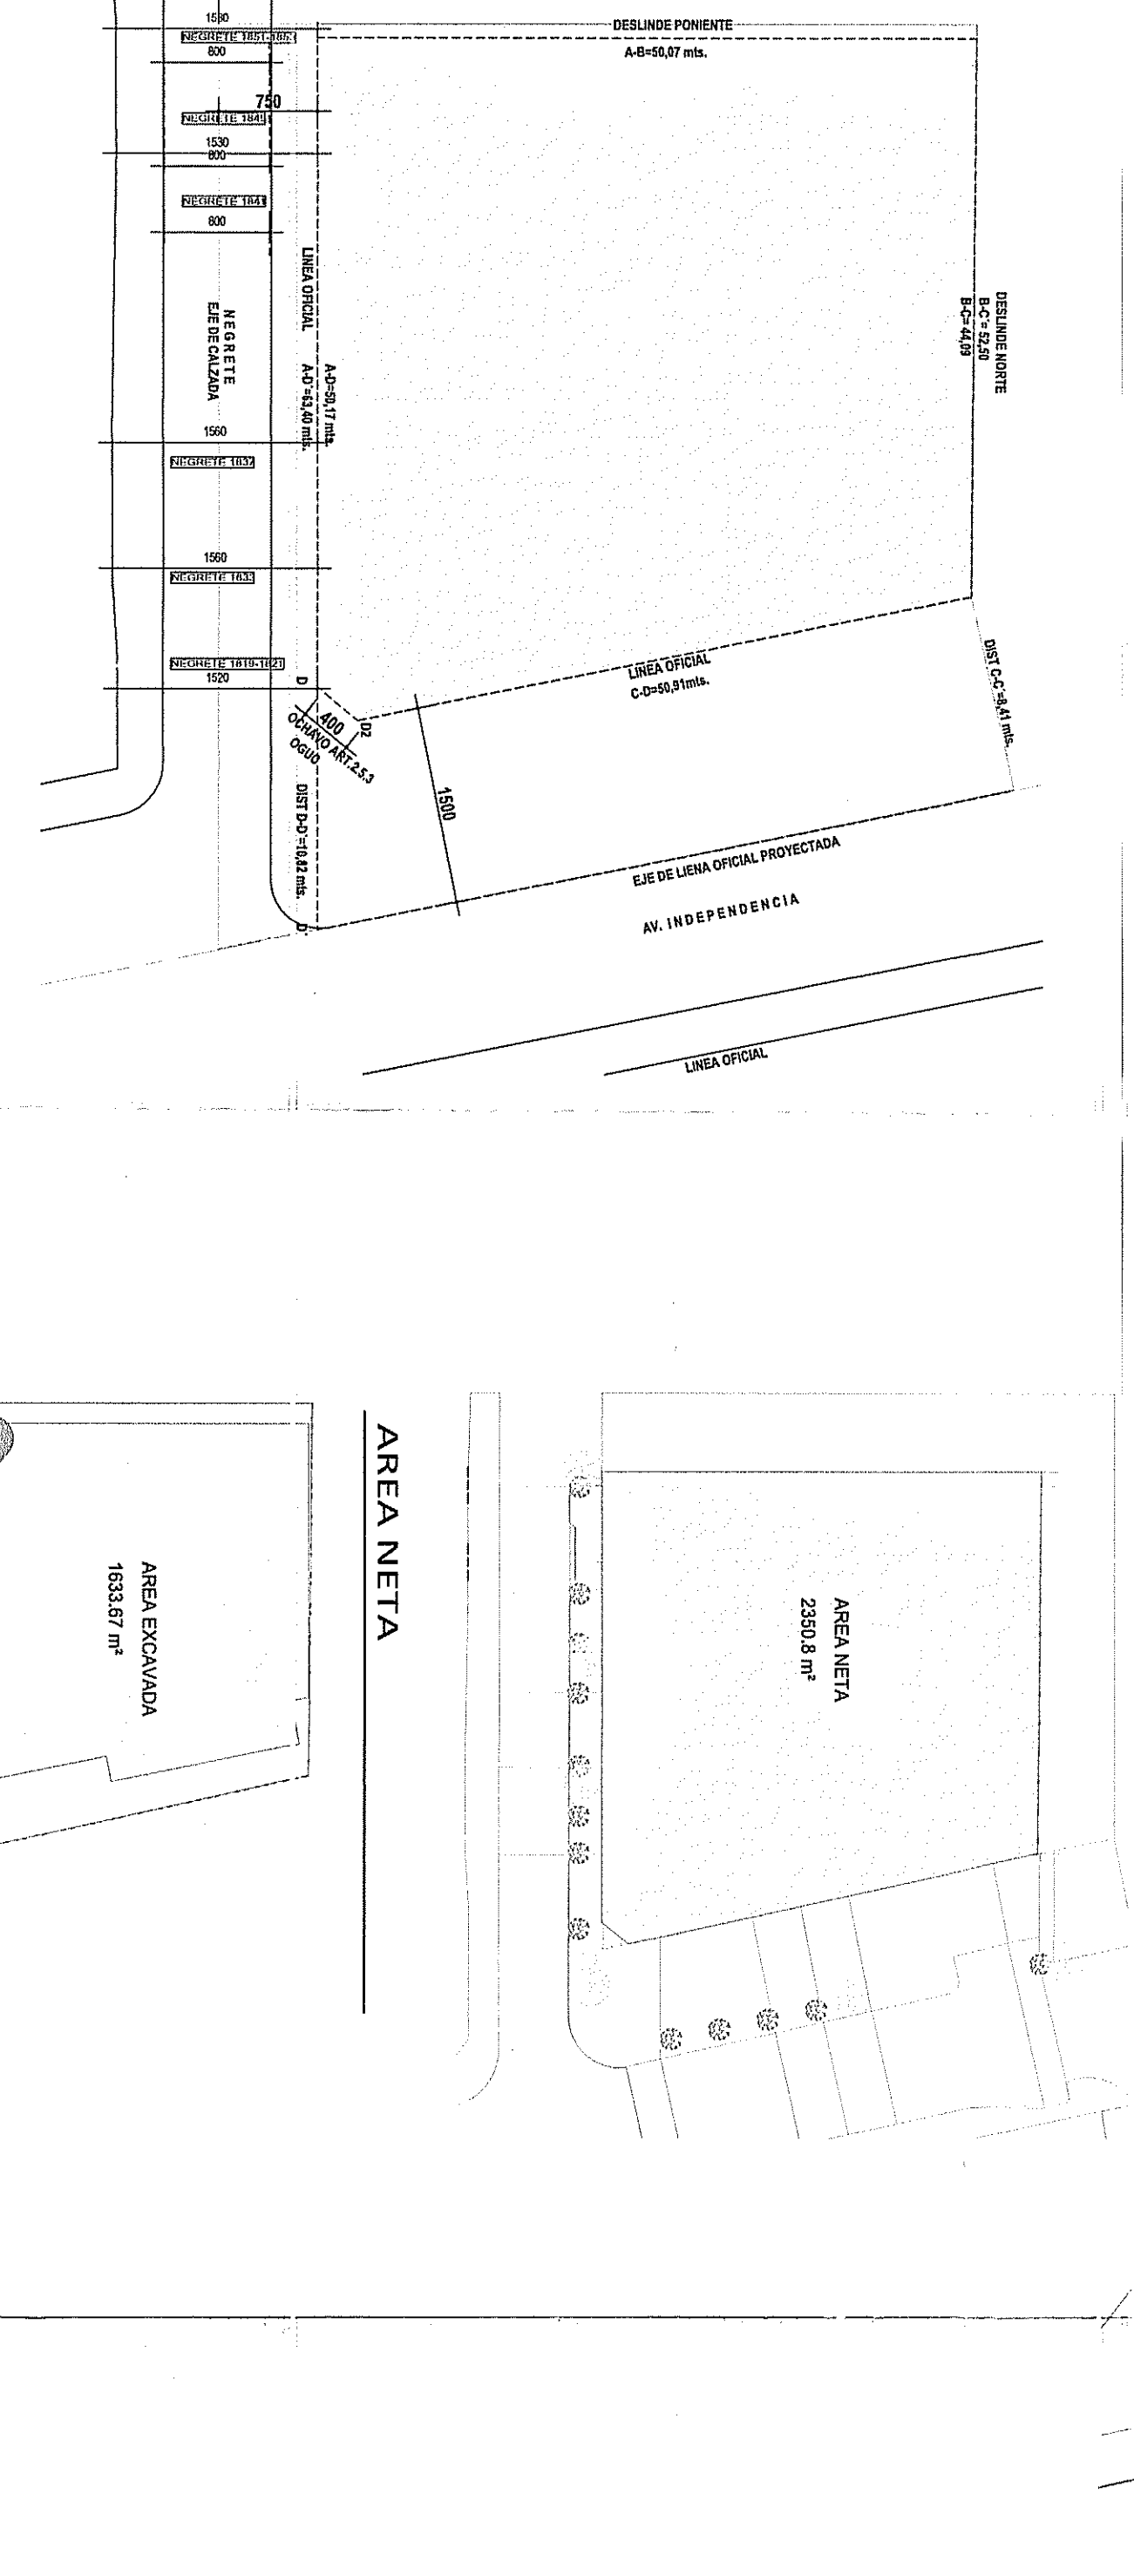 DESLINDE PONIENTE
A-B=50,07 mts.
1580
NEGRETE 1851-1853
800
750
NEGRETE 1845
1530
800
NEGRETE 1841
800
LINEA OFICIAL
A-D=50,17 mts.
A-D'=63,40 mts.
NEGRETE
EJE DE CALZADA
DESLINDE NORTE
B-C'= 52,50
B-C= 44,09
1560
NEGRETE 1837
1560
NEGRETE 1833
NEGRETE 1819-1821
1520
D
D2
400
OCHAVO ART.2.5.3
OGUO
LINEA OFICIAL
C-D=50,91mts.
DIST C-C'=8,41 mts.
1500
DIST D-D'=10,82 mts.
D'
EJE DE LIENA OFICIAL PROYECTADA
AV. INDEPENDENCIA
LINEA OFICIAL
AREA NETA
AREA EXCAVADA
1633.67 m²
AREA NETA
2350.8 m²